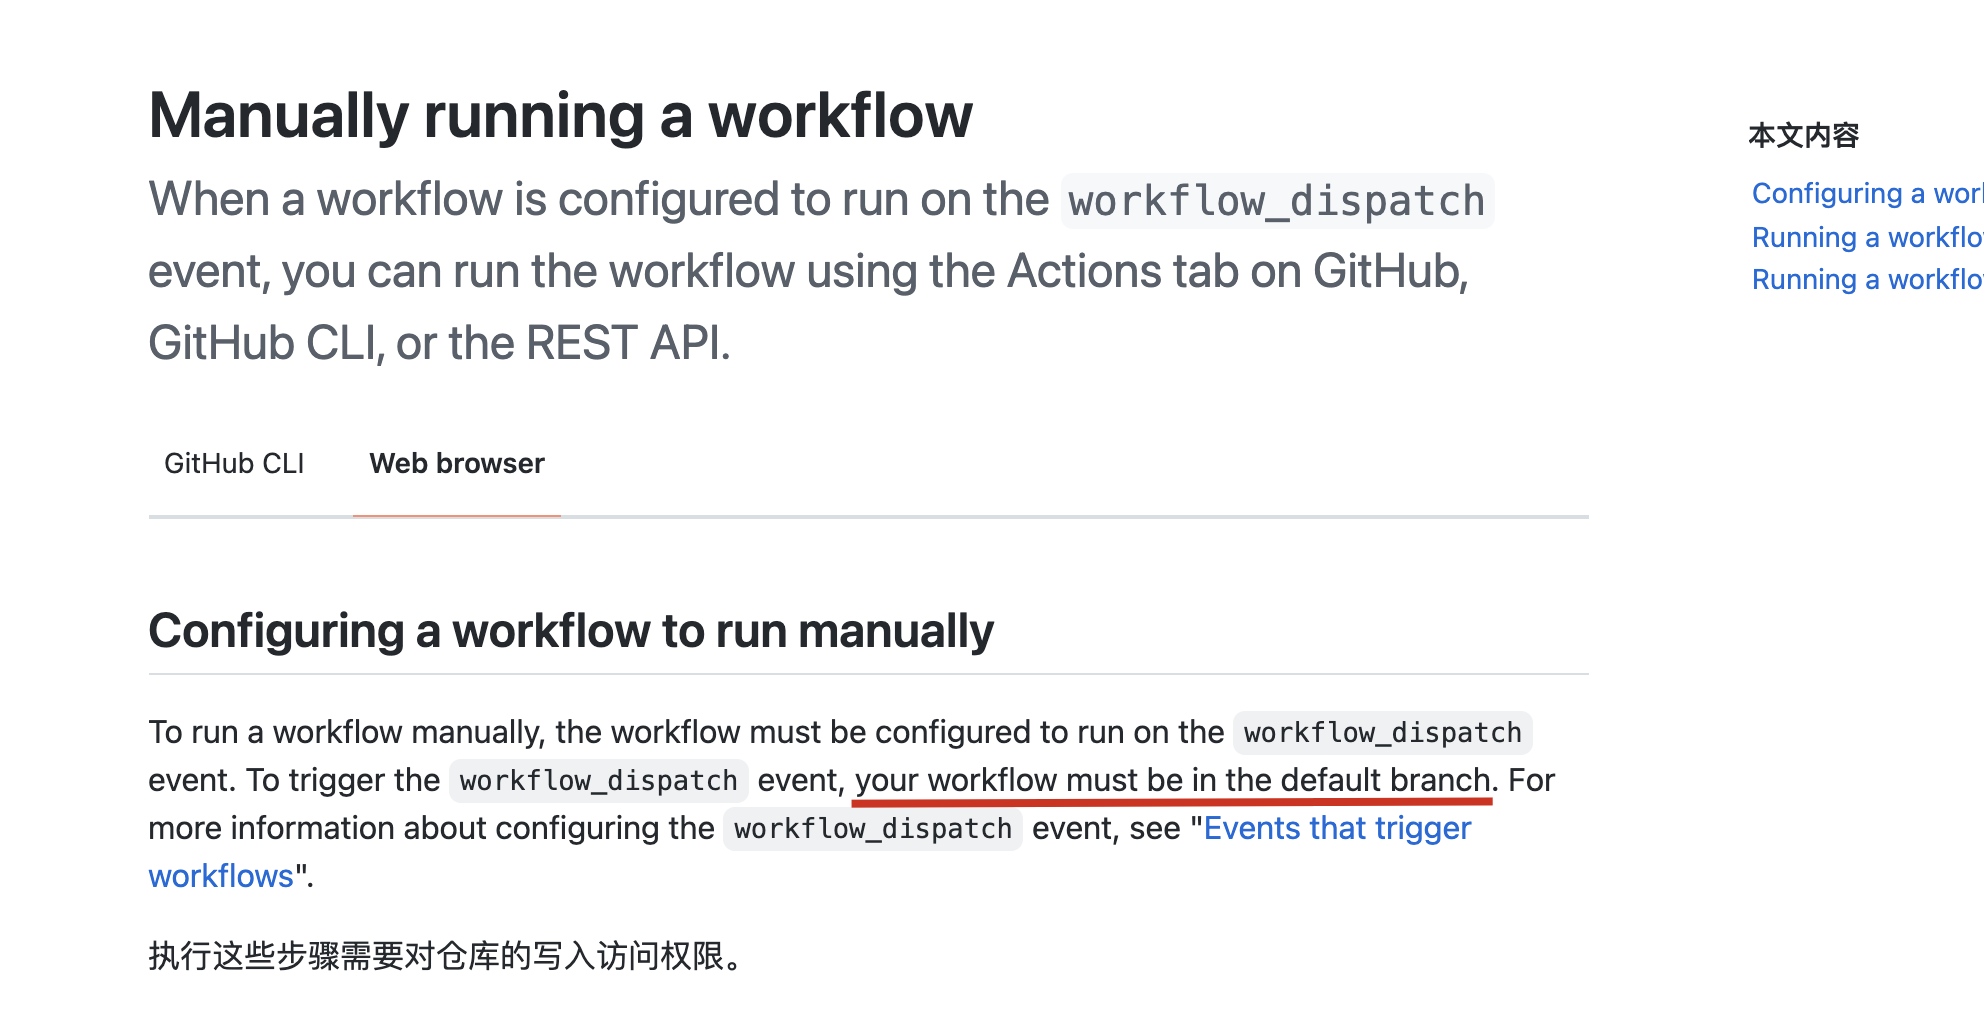 Manually running a workflow
When a workflow is configured to run on the workflow_dispatch
event, you can run the workflow using the Actions tab on GitHub,
GitHub CLI, or the REST API.
GitHub CLI
Web browser
Configuring a workflow to run manually
To run a workflow manually, the workflow must be configured to run on the workflow_dispatch
event. To trigger the workflow_dispatch event, your workflow must be in the default branch. For
more information about configuring the workflow_dispatch event, see "Events that trigger
workflows".
执行这些步骤需要对仓库的写入访问权限。
本文内容
Configuring a wor
Running a workflo
Running a workflo